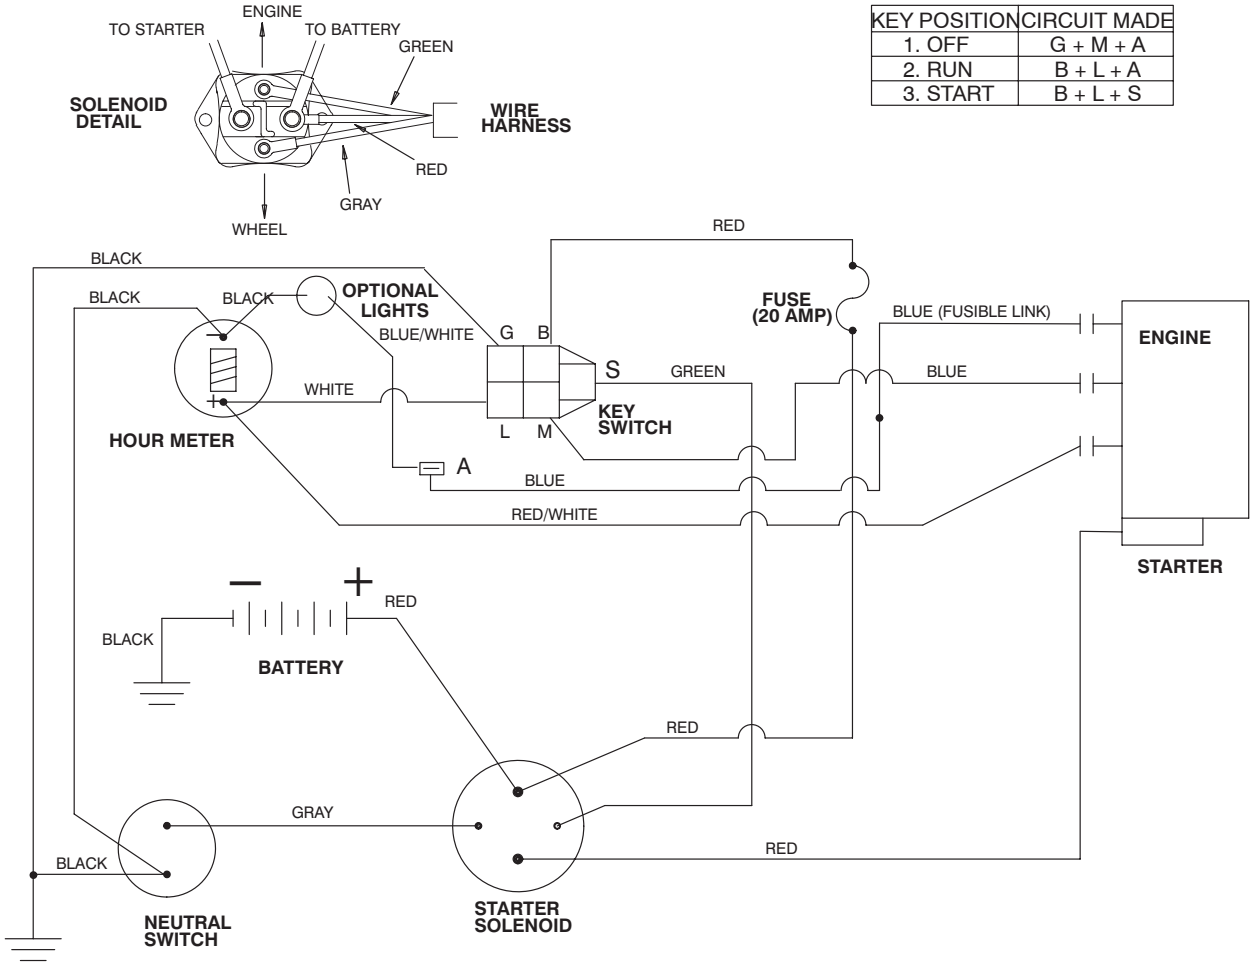 ENGINE
TO STARTER
TO BATTERY
GREEN
SOLENOID
DETAIL
WIRE
HARNESS
RED
GRAY
WHEEL
KEY POSITION CIRCUIT MADE
1. OFF G + M + A
2. RUN B + L + A
3. START B + L + S
RED
BLACK
BLACK
BLACK
OPTIONAL
LIGHTS
BLUE/WHITE
FUSE
(20 AMP)
BLUE (FUSIBLE LINK)
ENGINE
G B
S
GREEN
BLUE
−
+
WHITE
KEY
SWITCH
HOUR METER
L M
A
BLUE
RED/WHITE
STARTER
− +
RED
BLACK
BATTERY
RED
GRAY
RED
BLACK
NEUTRAL
SWITCH
STARTER
SOLENOID